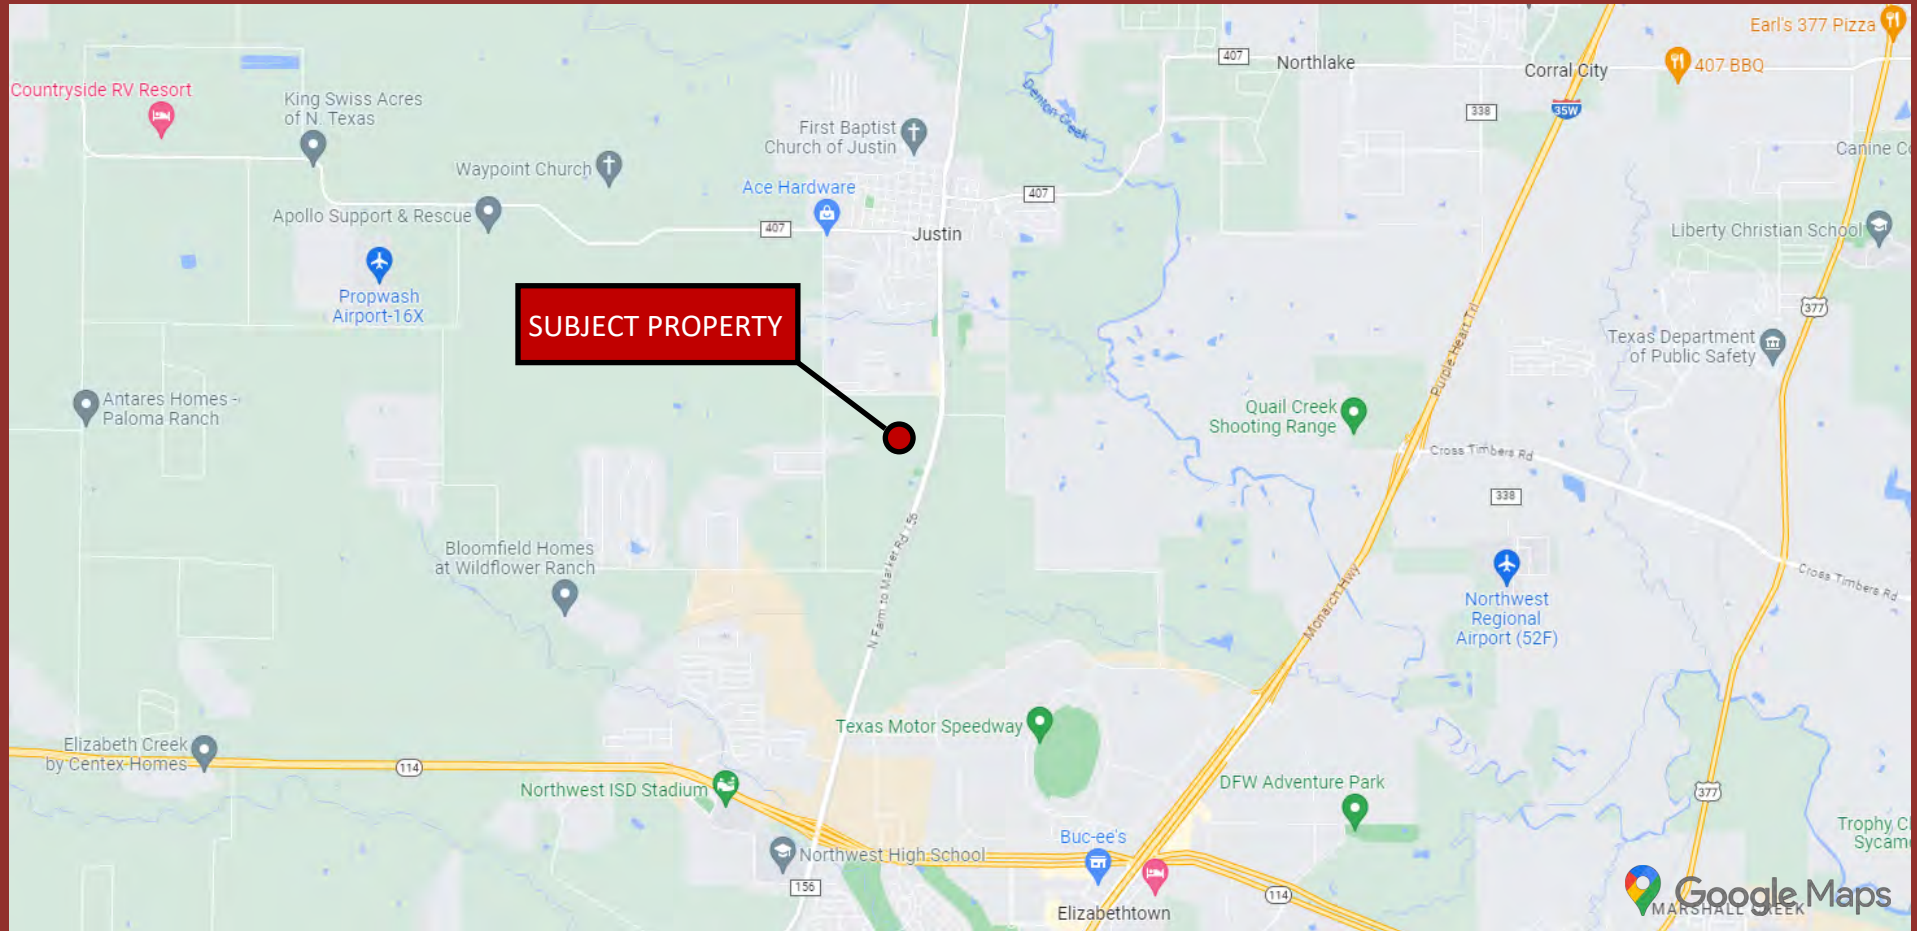 Earl's 377 Pizza
407
Northlake
Corral City
407 BBQ
Countryside RV Resort
King Swiss Acres
of N. Texas
Denton Creek
338
35W
First Baptist
Church of Justin
Canine
Waypoint Church
Ace Hardware
407
Apollo Support & Rescue
407
Justin
Liberty Christian School
Propwash
Airport-16X
SUBJECT PROPERTY
377
Purple Heart Trl
Texas Department
of Public Safety
Antares Homes -
Paloma Ranch
Quail Creek
Shooting Range
Cross Timbers Rd
338
N Farm to Market Rd 156
Bloomfield Homes
at Wildflower Ranch
Monarch Hwy
Cross Timbers Rd
Northwest
Regional
Airport (52F)
Texas Motor Speedway
Elizabeth Creek
by Centex Homes
114
Northwest ISD Stadium
DFW Adventure Park
377
Buc-ee's
Trophy
Sycam
Northwest High School
156
114
Elizabethtown
Google Maps
MARSHALL CREEK